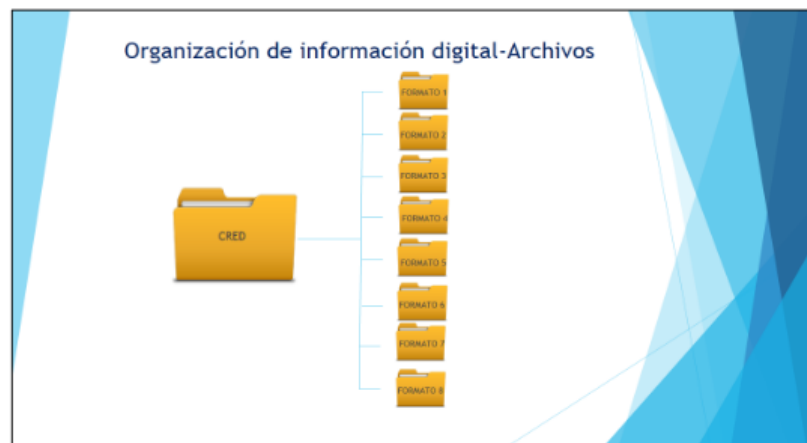 Organización de información digital-Archivos
FORMATO 1
FORMATO 2
FORMATO 3
FORMATO 4
CRED
FORMATO 5
FORMATO 6
FORMATO 7
FORMATO 8